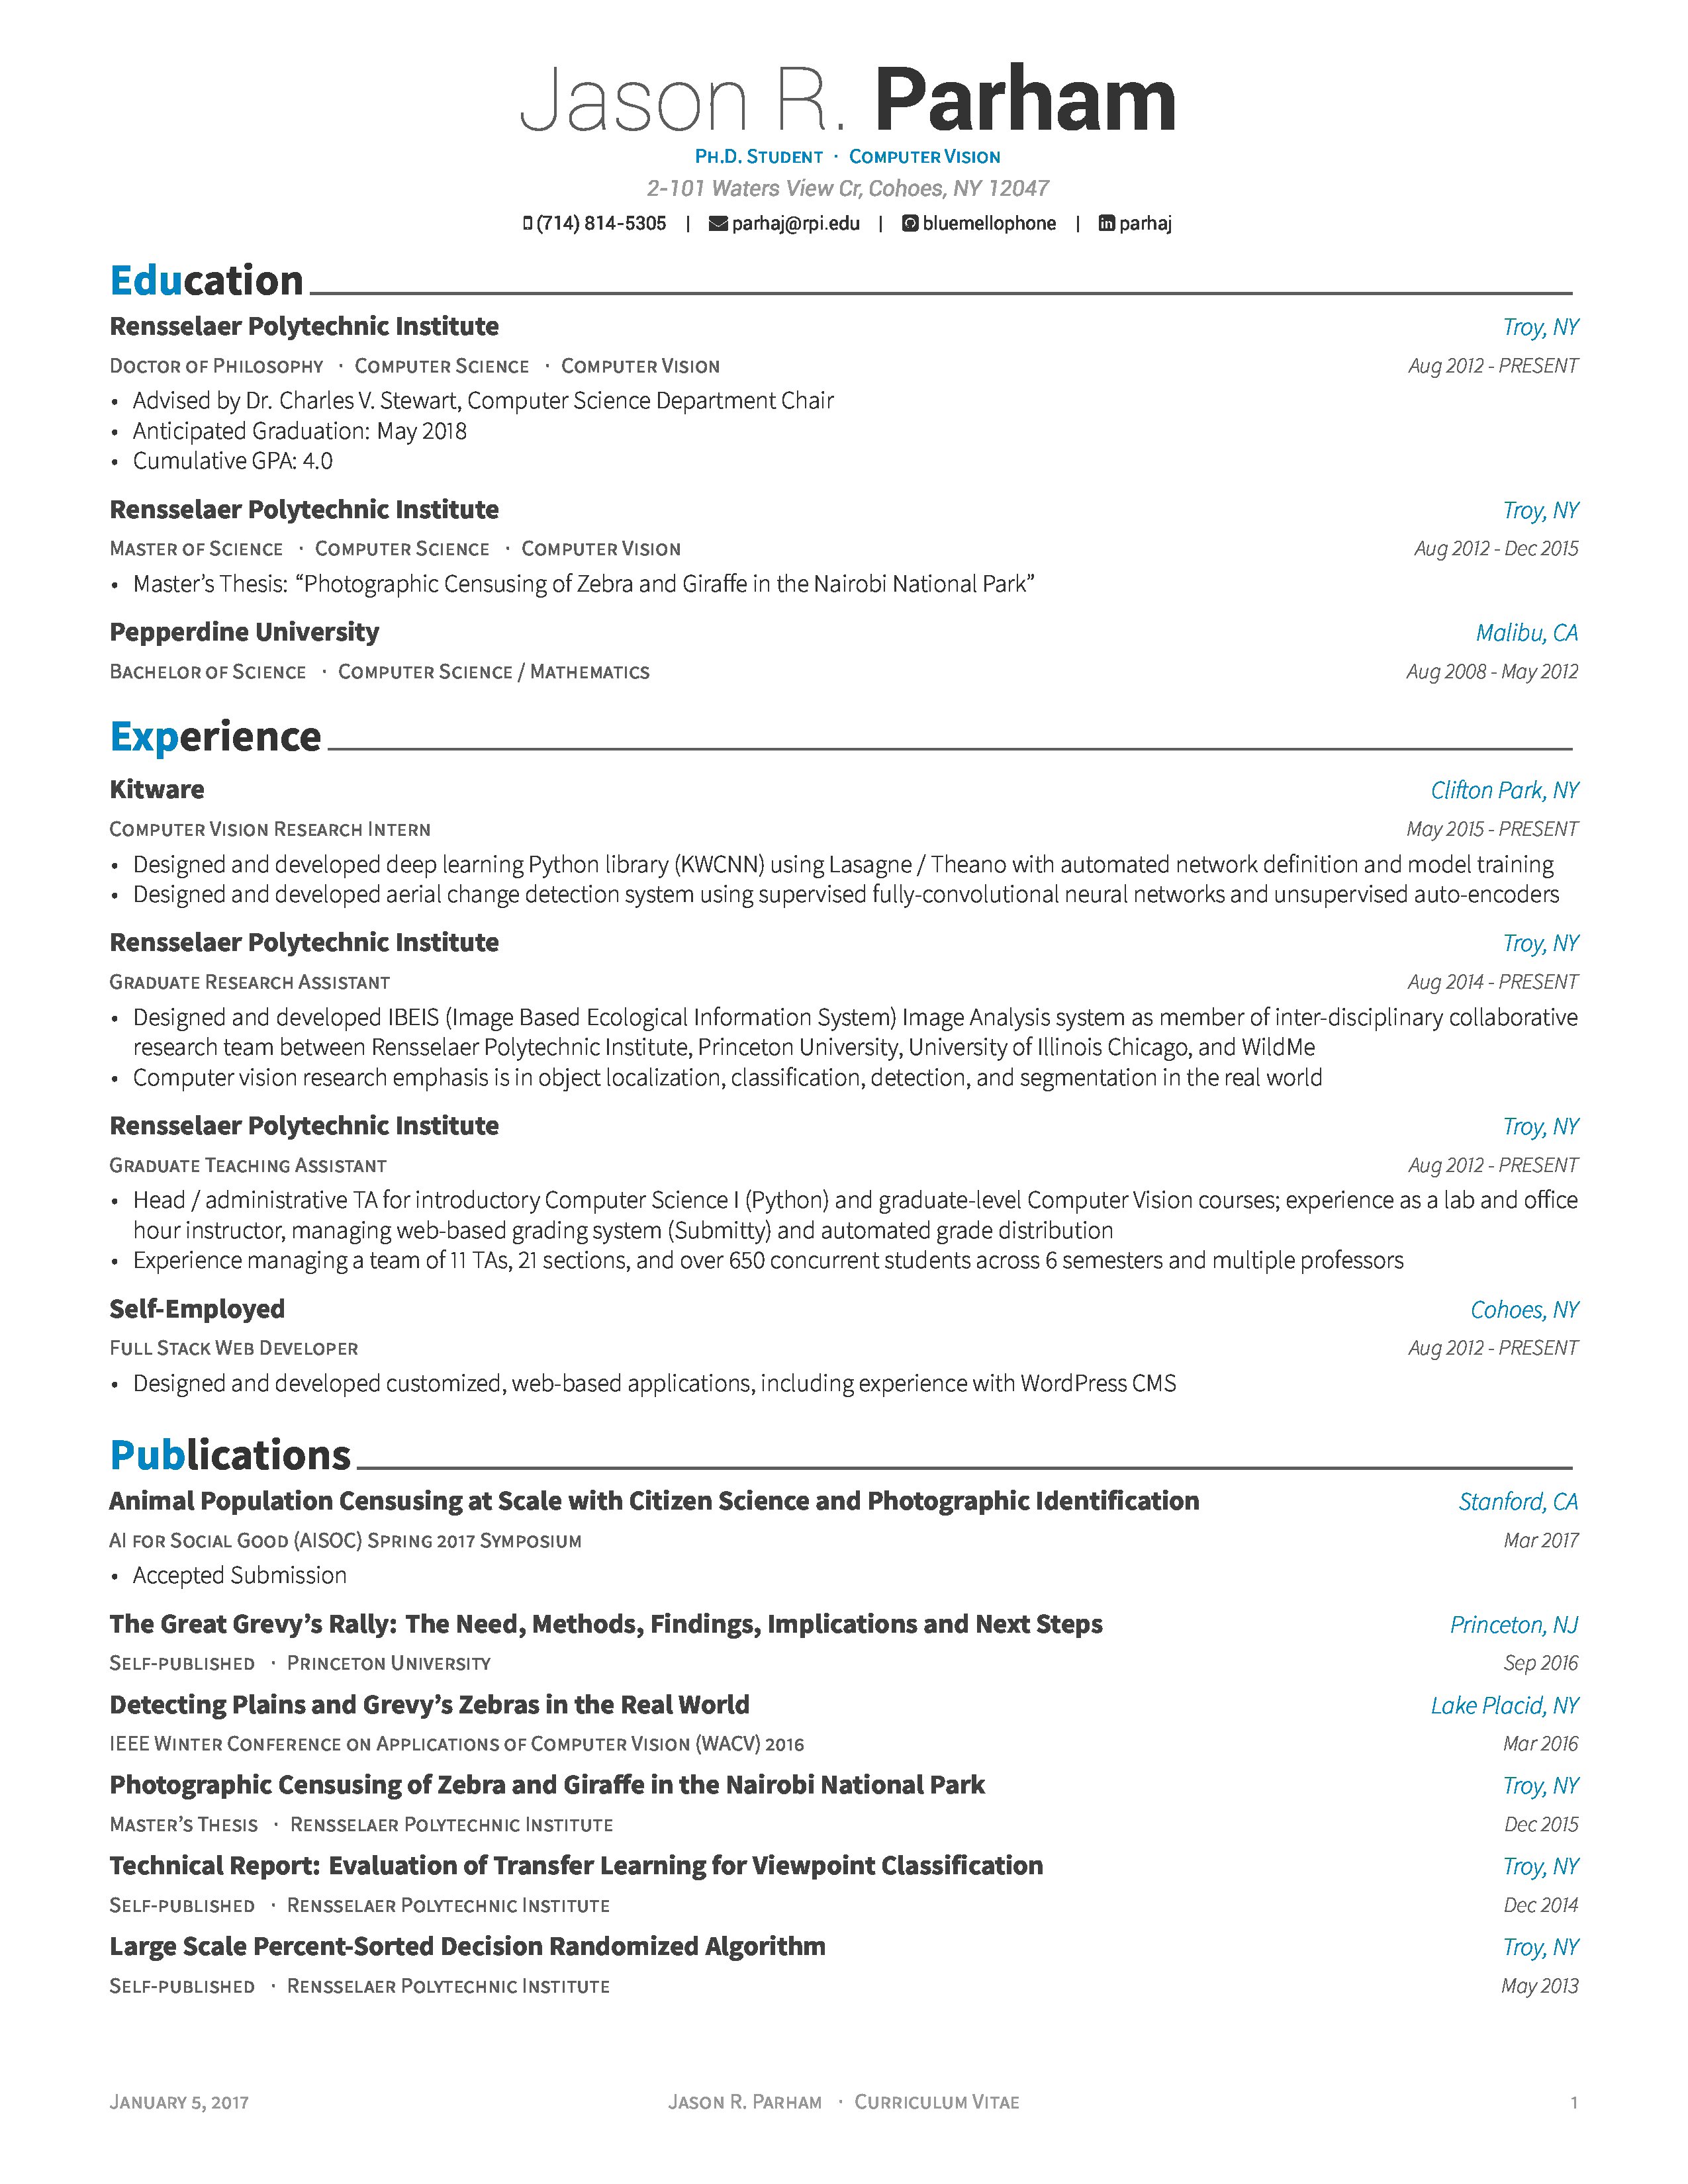 Jason R. Parham
Ph.D. Student · Computer Vision
2-101 Waters View Cr, Cohoes, NY 12047
(714) 814-5305 | parhaj@rpi.edu | bluemellophone | parhaj
Education
Rensselaer Polytechnic Institute Troy, NY
Doctor of Philosophy · Computer Science · Computer Vision Aug 2012 - PRESENT
• Advised by Dr. Charles V. Stewart, Computer Science Department Chair
• Anticipated Graduation: May 2018
• Cumulative GPA: 4.0
Rensselaer Polytechnic Institute Troy, NY
Master of Science · Computer Science · Computer Vision Aug 2012 - Dec 2015
• Master’s Thesis: “Photographic Censusing of Zebra and Giraffe in the Nairobi National Park”
Pepperdine University Malibu, CA
Bachelor of Science · Computer Science / Mathematics Aug 2008 - May 2012
Experience
Kitware Clifton Park, NY
Computer Vision Research Intern May 2015 - PRESENT
• Designed and developed deep learning Python library (KWCNN) using Lasagne / Theano with automated network definition and model training
• Designed and developed aerial change detection system using supervised fully-convolutional neural networks and unsupervised auto-encoders
Rensselaer Polytechnic Institute Troy, NY
Graduate Research Assistant Aug 2014 - PRESENT
• Designed and developed IBEIS (Image Based Ecological Information System) Image Analysis system as member of inter-disciplinary collaborative
research team between Rensselaer Polytechnic Institute, Princeton University, University of Illinois Chicago, and WildMe
• Computer vision research emphasis is in object localization, classification, detection, and segmentation in the real world
Rensselaer Polytechnic Institute Troy, NY
Graduate Teaching Assistant Aug 2012 - PRESENT
• Head / administrative TA for introductory Computer Science I (Python) and graduate-level Computer Vision courses; experience as a lab and office
hour instructor, managing web-based grading system (Submitty) and automated grade distribution
• Experience managing a team of 11 TAs, 21 sections, and over 650 concurrent students across 6 semesters and multiple professors
Self-Employed Cohoes, NY
Full Stack Web Developer Aug 2012 - PRESENT
• Designed and developed customized, web-based applications, including experience with WordPress CMS
Publications
Animal Population Censusing at Scale with Citizen Science and Photographic Identification Stanford, CA
AI for Social Good (AISOC) Spring 2017 Symposium Mar 2017
• Accepted Submission
The Great Grevy’s Rally: The Need, Methods, Findings, Implications and Next Steps Princeton, NJ
Self-published · Princeton University Sep 2016
Detecting Plains and Grevy’s Zebras in the Real World Lake Placid, NY
IEEE Winter Conference on Applications of Computer Vision (WACV) 2016 Mar 2016
Photographic Censusing of Zebra and Giraffe in the Nairobi National Park Troy, NY
Master’s Thesis · Rensselaer Polytechnic Institute Dec 2015
Technical Report: Evaluation of Transfer Learning for Viewpoint Classification Troy, NY
Self-published · Rensselaer Polytechnic Institute Dec 2014
Large Scale Percent-Sorted Decision Randomized Algorithm Troy, NY
Self-published · Rensselaer Polytechnic Institute May 2013
January 5, 2017 Jason R. Parham · Curriculum Vitae 1